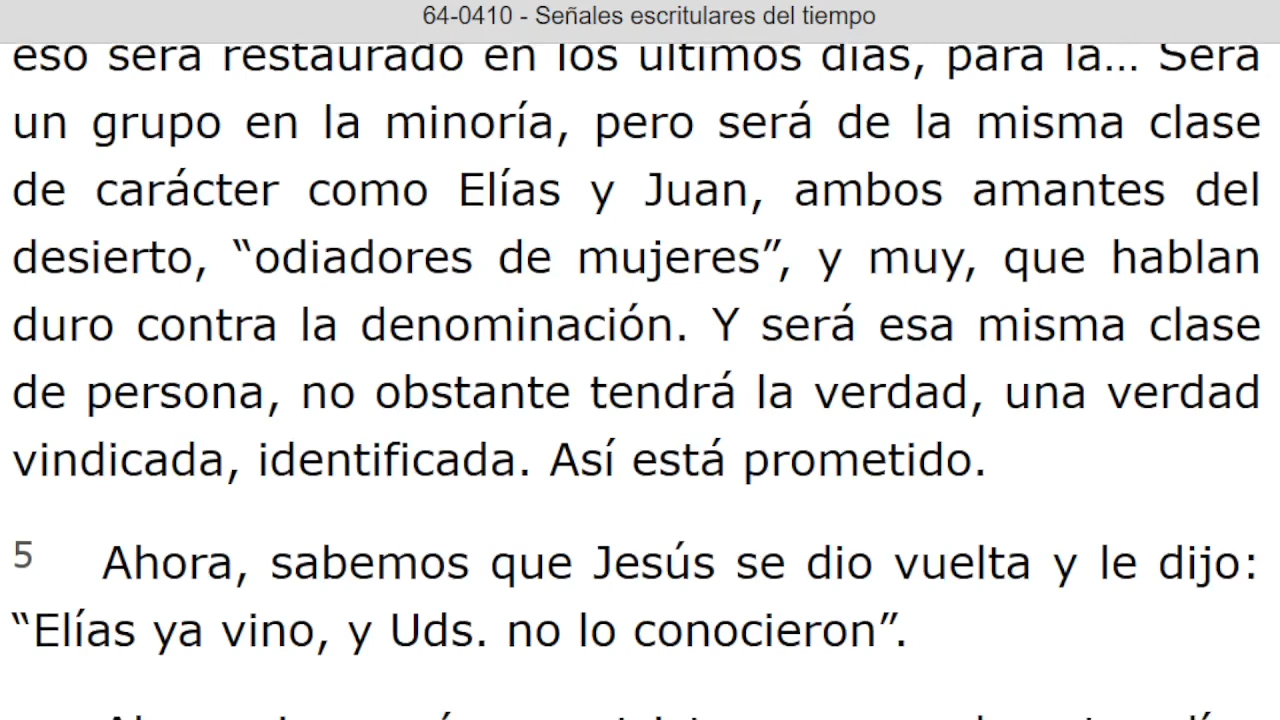 64-0410 - Señales escritulares del tiempo
eso será restaurado en los últimos días, para la... Será
un grupo en la minoría, pero será de la misma clase
de carácter como Elías y Juan, ambos amantes del
desierto, “odiadores de mujeres”, y muy, que hablan
duro contra la denominación. Y será esa misma clase
de persona, no obstante tendrá la verdad, una verdad
vindicada, identificada. Así está prometido.
5 Ahora, sabemos que Jesús se dio vuelta y le dijo:
“Elías ya vino, y Uds. no lo conocieron”.